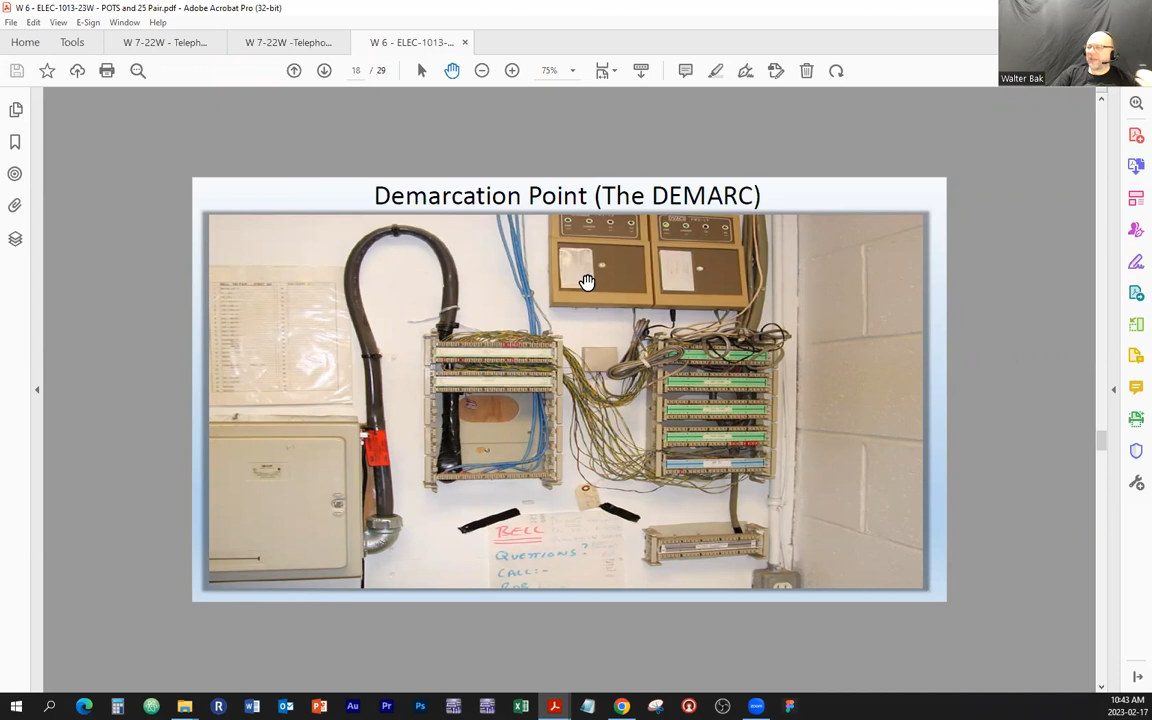 W 6 - ELEC-1013-23W - POTS and 25 Pair.pdf - Adobe Acrobat Pro (32-bit)
File Edit View E-Sign Window Help
Home Tools W 7-22W - Teleph... W 7-22W -Telepho... W 6 - ELEC-1013-...
18 / 29 75%
Walter Bak
Demarcation Point (The DEMARC)
BELL
QUESTIONS?
CALL:-
10:43 AM
2023-02-17